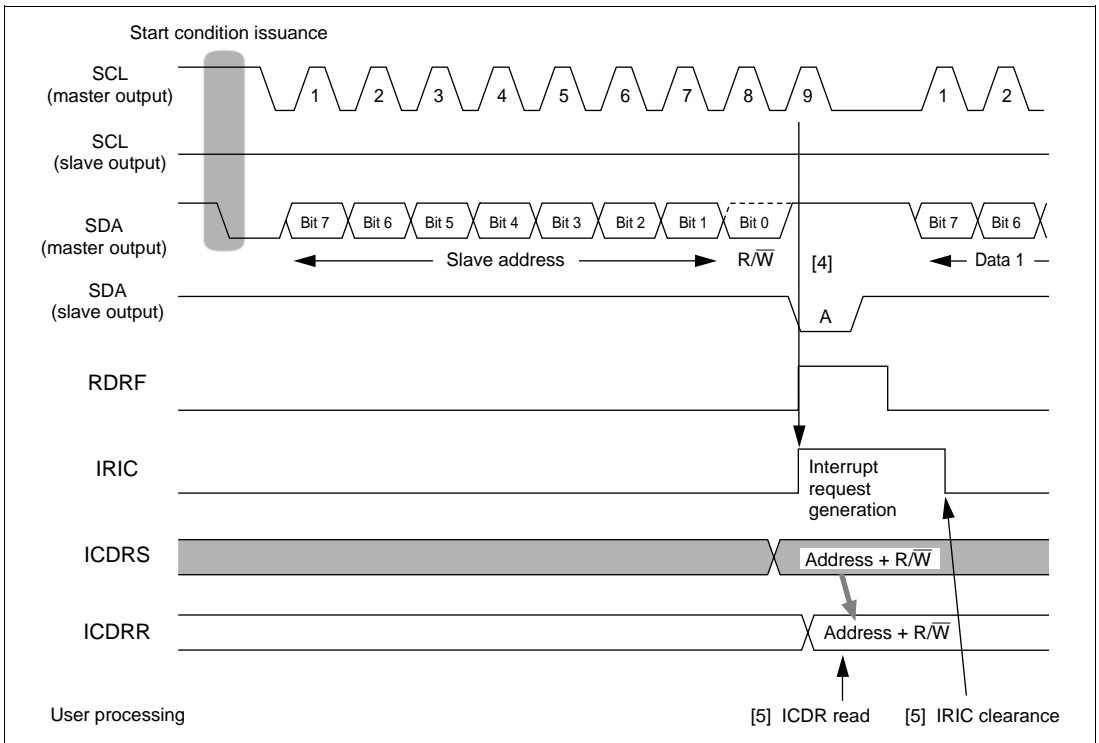 Start condition issuance
SCL
(master output)
1 2 3 4 5 6 7 8 9 1 2
SCL
(slave output)
SDA
(master output)
Bit 7 Bit 6 Bit 5 Bit 4 Bit 3 Bit 2 Bit 1 Bit 0 Bit 7 Bit 6
Slave address R/W̅ [4] Data 1
SDA
(slave output)
A
RDRF
IRIC
Interrupt
request
generation
ICDRS
Address + R/W̅
ICDRR
Address + R/W̅
User processing
[5] ICDR read
[5] IRIC clearance